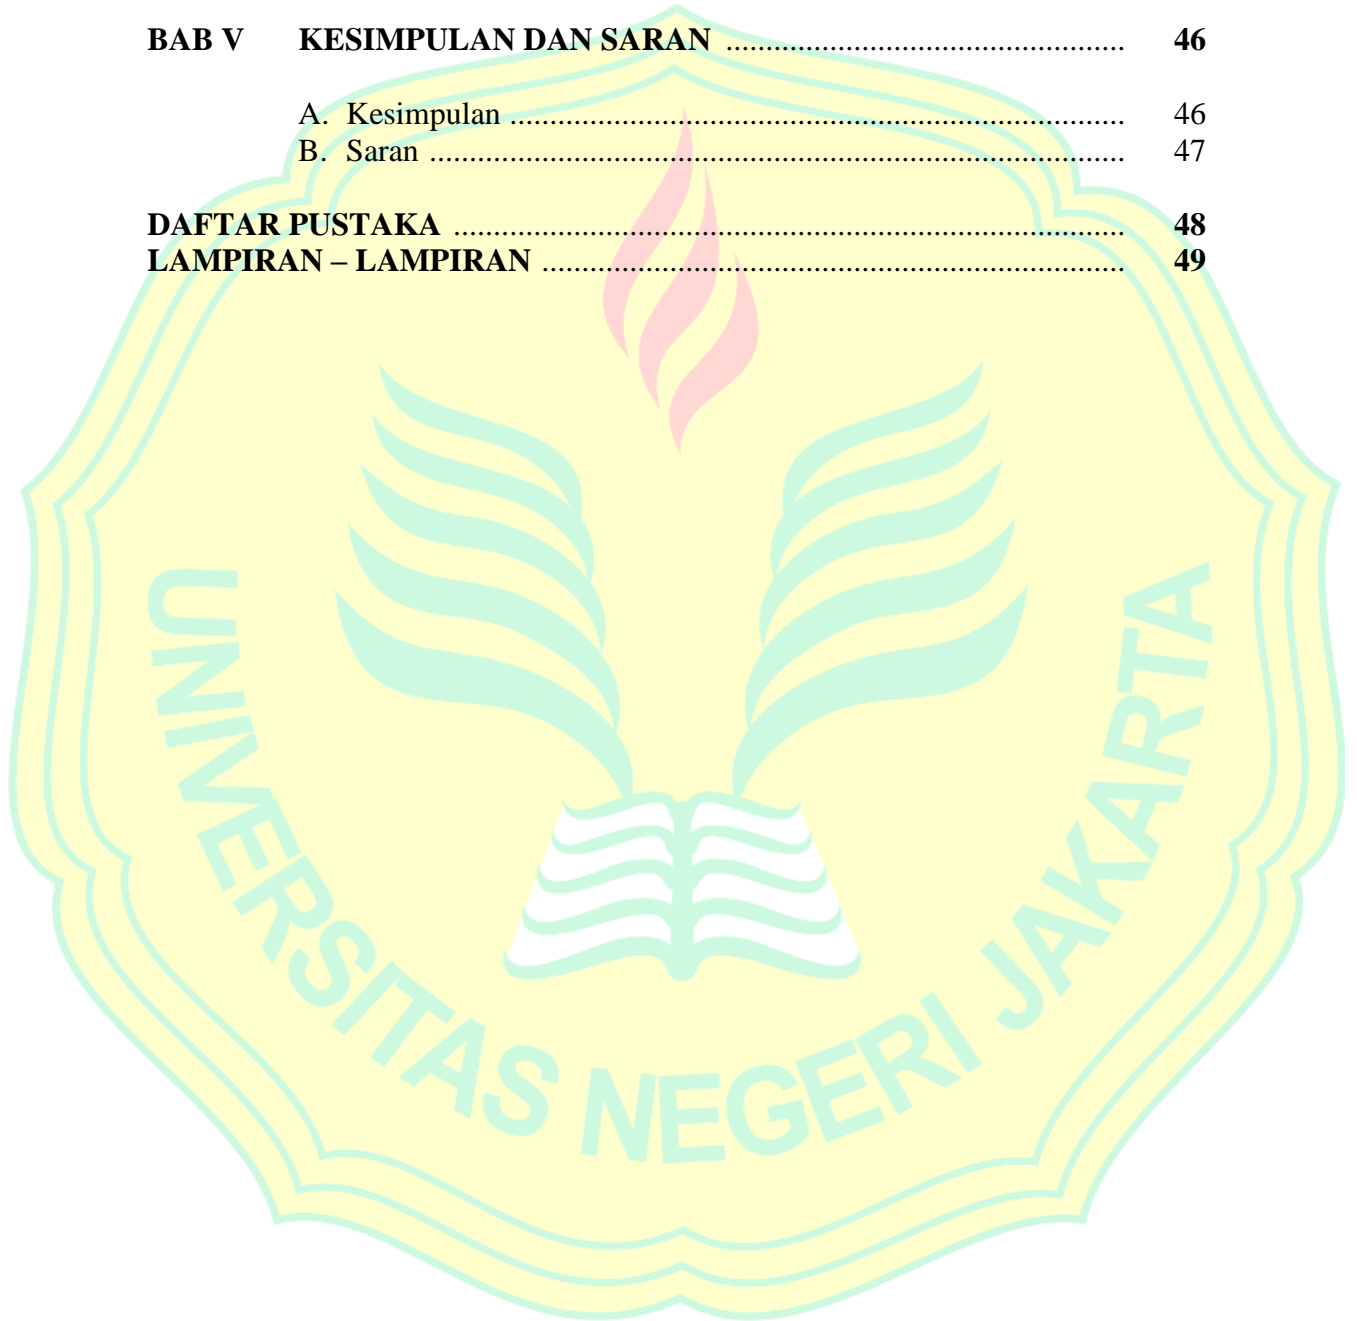 BAB V KESIMPULAN DAN SARAN .................................................. 46
A. Kesimpulan ............................................................................. 46
B. Saran ....................................................................................... 47
DAFTAR PUSTAKA .................................................................................... 48
LAMPIRAN – LAMPIRAN ......................................................................... 49
UNIVERSITAS NEGERI JAKARTA